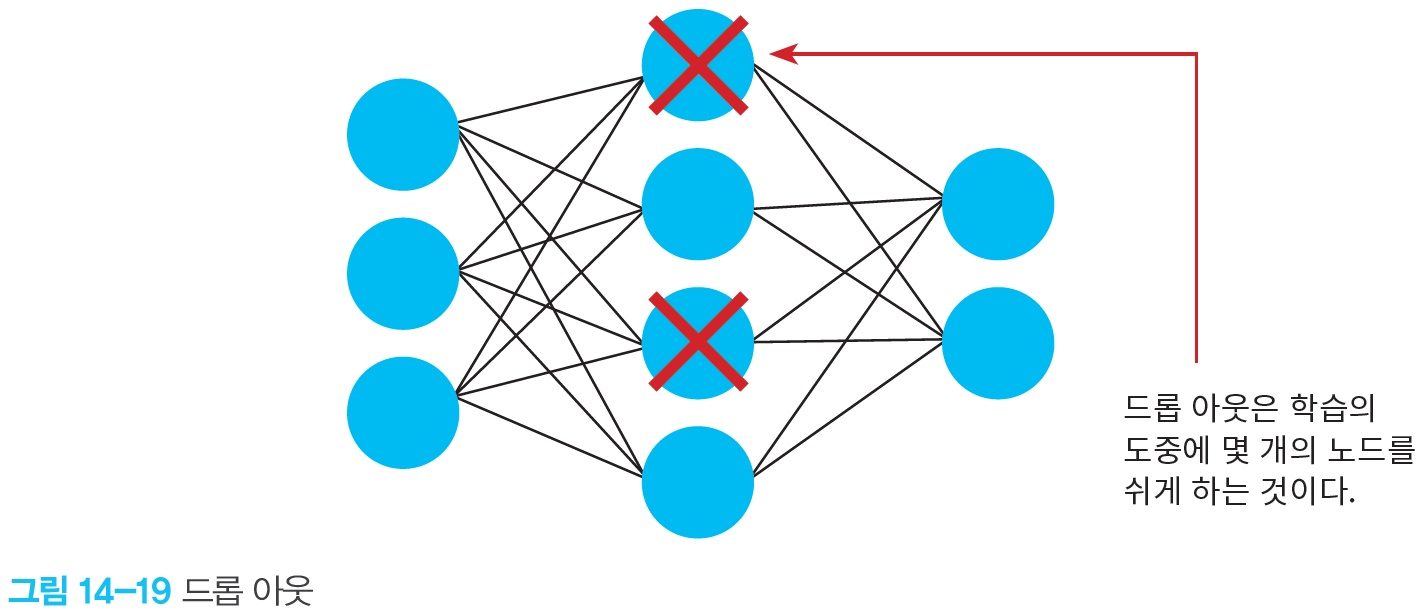 드롭 아웃은 학습의
도중에 몇 개의 노드를
쉬게 하는 것이다.
그림 14–19 드롭 아웃